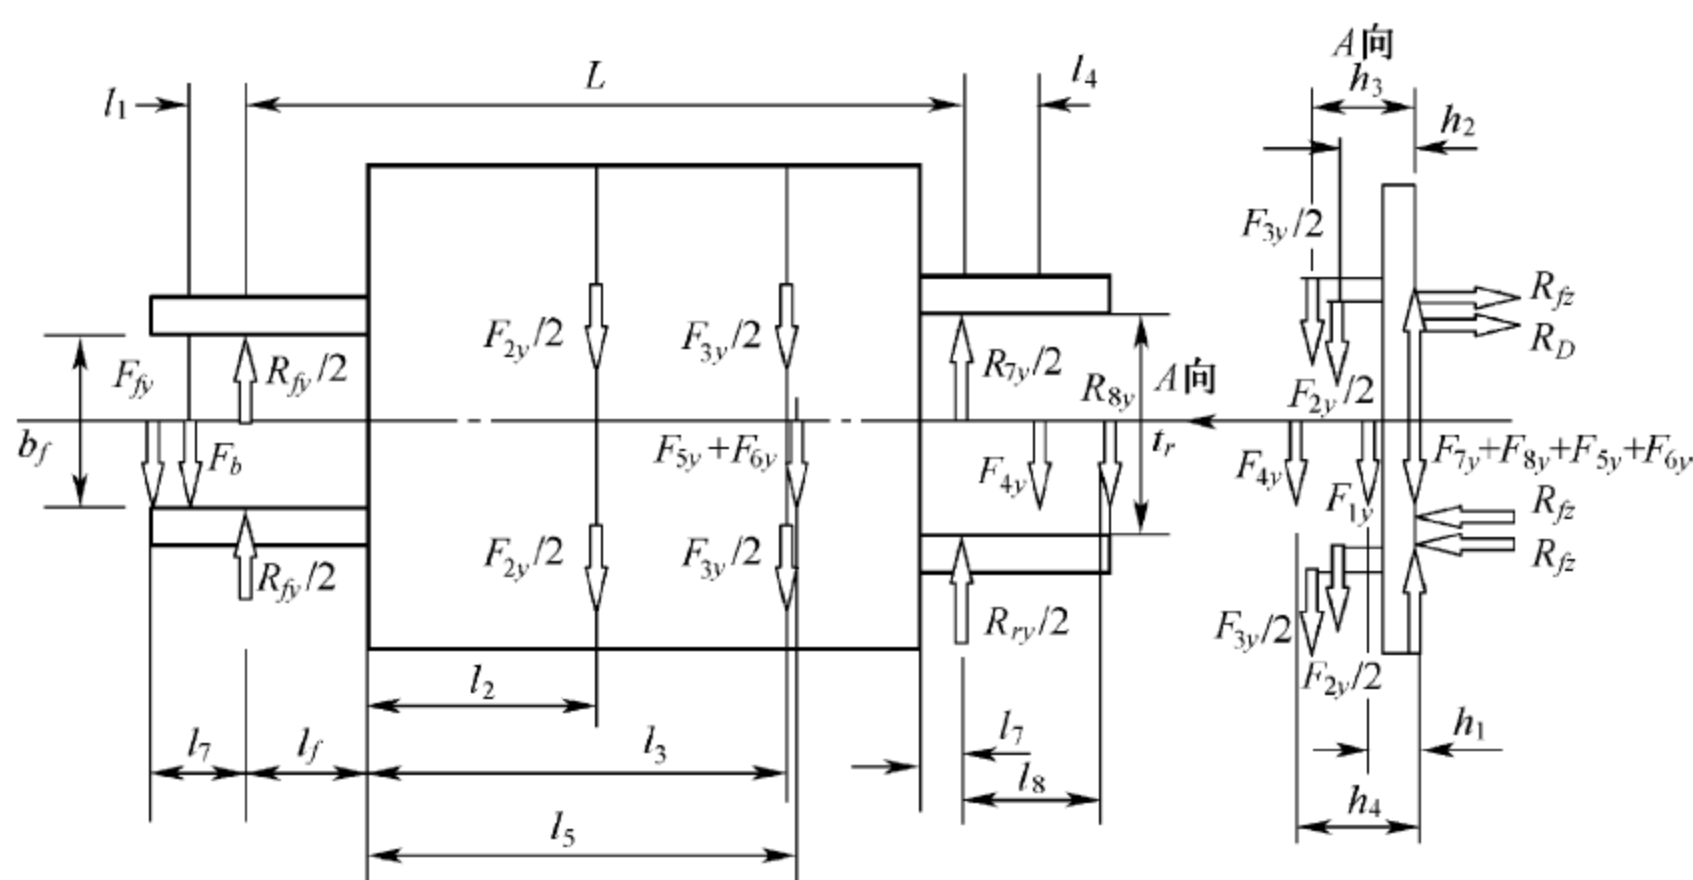 A向
l₁ L l₄ h₃
h₂
F₃y/2
F₂y/2 F₃y/2 Rfz
Ffy Rfy/2 R₇y/2 R₈y A向 RD
F₂y/2
bf Fb F₅y+F₆y F₄y tr F₄y F₁y F₇y+F₈y+F₅y+F₆y
Rfz
Rfy/2 F₂y/2 F₃y/2 Rfz
Rry/2 F₃y/2
l₂ F₂y/2
l₇ lf l₃ l₇ h₁
l₈ h₄
l₅